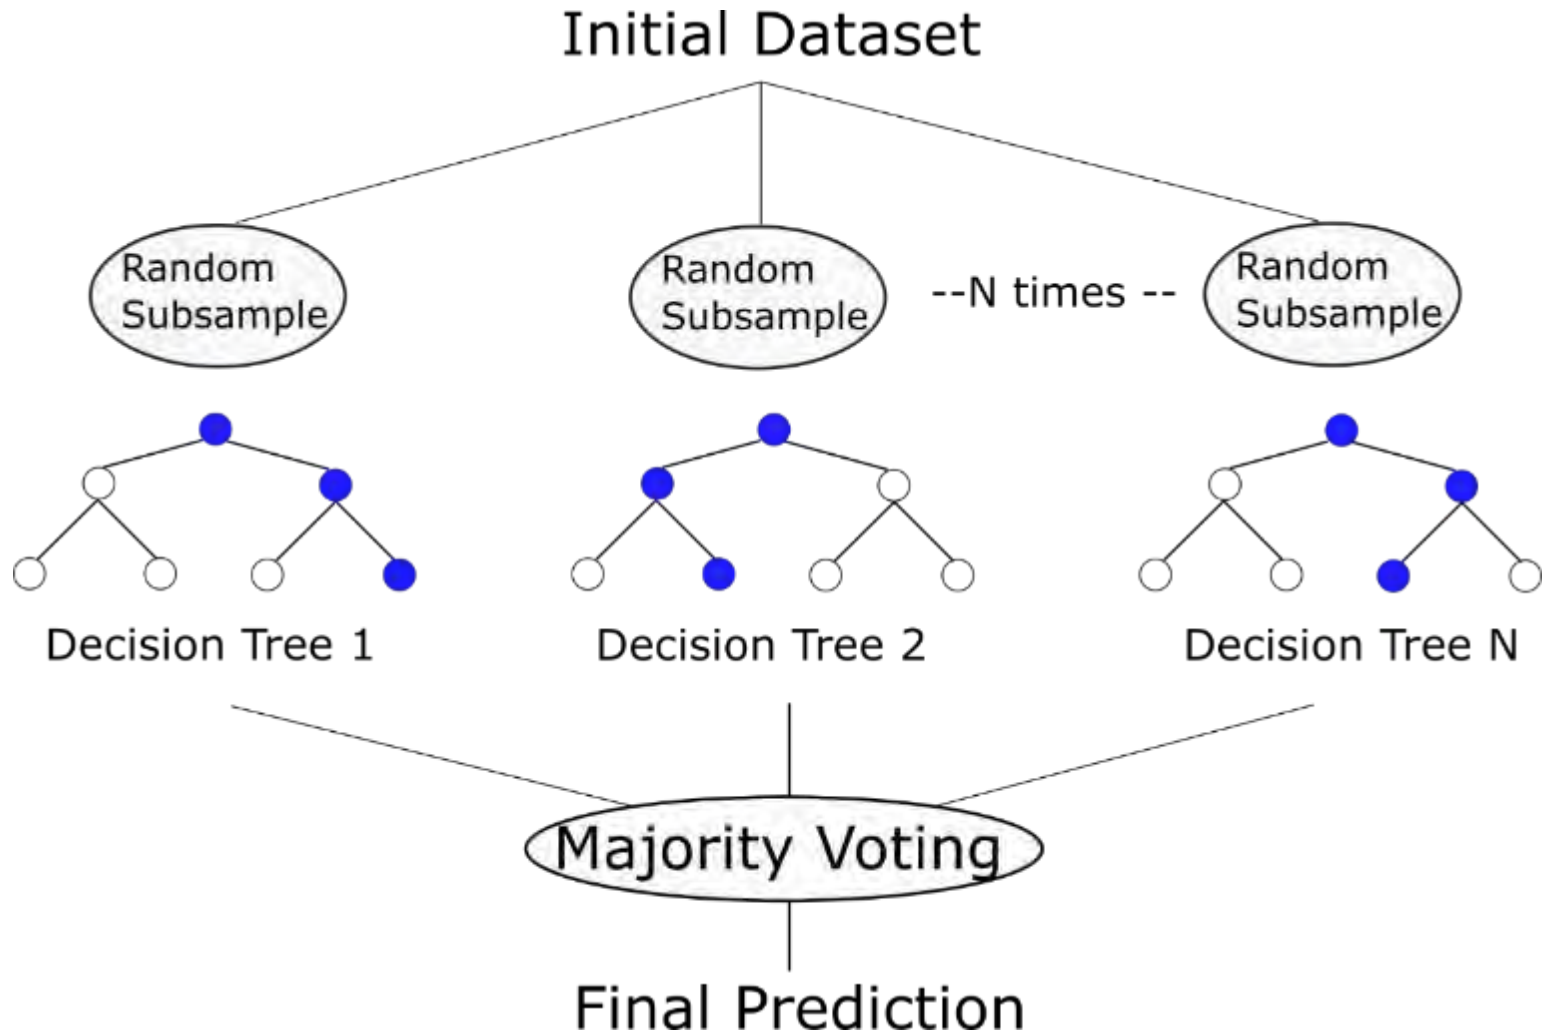 Initial Dataset
Random
Subsample
Random
Subsample
--N times --
Random
Subsample
Decision Tree 1
Decision Tree 2
Decision Tree N
Majority Voting
Final Prediction